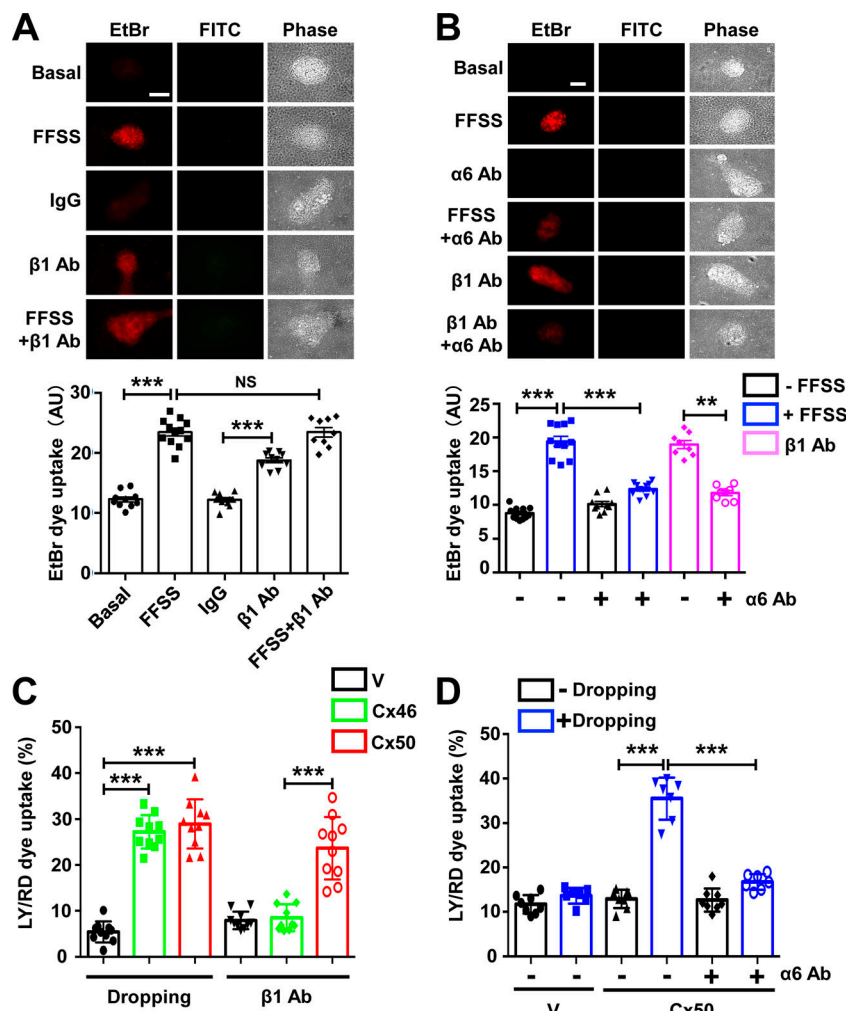 A
EtBr FITC Phase
Basal
FFSS
IgG
β1 Ab
FFSS
+β1 Ab
EtBr dye uptake (AU)
30
20
10
0
*** NS ***
Basal
FFSS
IgG
β1 Ab
FFSS+β1 Ab
B
EtBr FITC Phase
Basal
FFSS
α6 Ab
FFSS
+α6 Ab
β1 Ab
β1 Ab
+α6 Ab
- FFSS
+ FFSS
β1 Ab
EtBr dye uptake (AU)
25
20
15
10
5
0
*** *** **
- - + + - + α6 Ab
C
V
Cx46
Cx50
LY/RD dye uptake (%)
50
40
30
20
10
0
***
***
***
Dropping β1 Ab
D
- Dropping
+Dropping
LY/RD dye uptake (%)
50
40
30
20
10
0
*** ***
- - - - + + α6 Ab
V Cx50